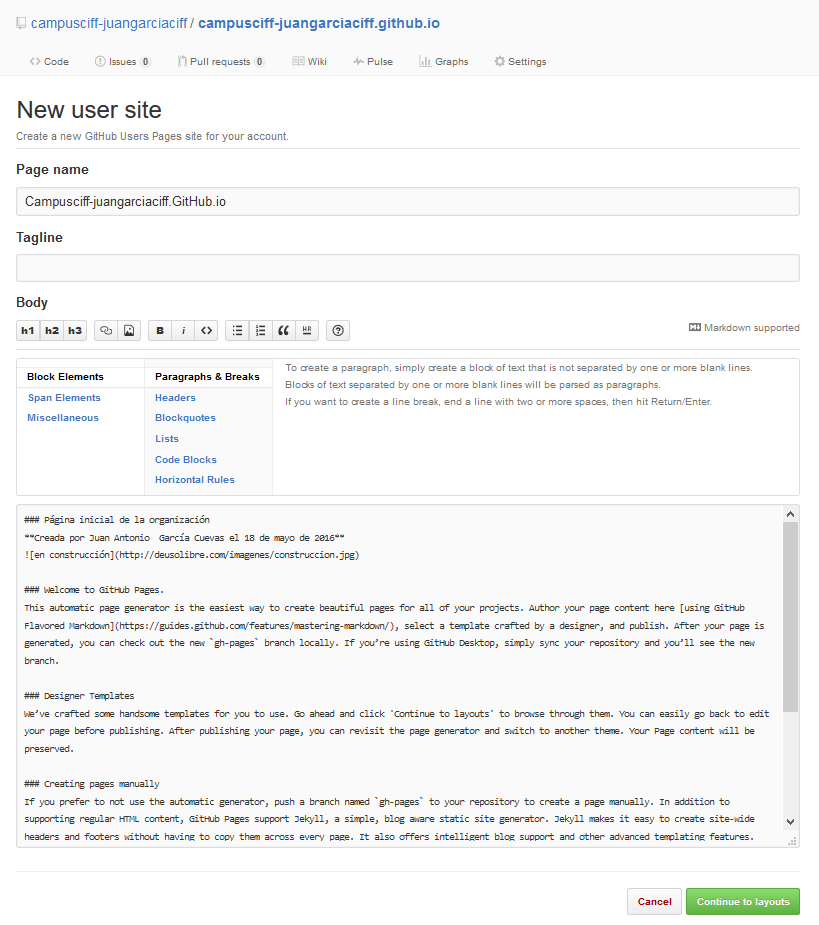 campusciff-juangarciaciff / campusciff-juangarciaciff.github.io
Code Issues 0 Pull requests 0 Wiki Pulse Graphs Settings
New user site
Create a new GitHub Users Pages site for your account.
Page name
Campusciff-juangarciaciff.GitHub.io
Tagline
Body
h1 h2 h3 B i <> “ HR ?
Markdown supported
Block Elements
Span Elements
Miscellaneous
Paragraphs & Breaks
Headers
Blockquotes
Lists
Code Blocks
Horizontal Rules
To create a paragraph, simply create a block of text that is not separated by one or more blank lines.
Blocks of text separated by one or more blank lines will be parsed as paragraphs.
If you want to create a line break, end a line with two or more spaces, then hit Return/Enter.
### Página inicial de la organización
**Creada por Juan Antonio  García Cuevas el 18 de mayo de 2016**
![en construcción](http://deusolibre.com/imagenes/construccion.jpg)
### Welcome to GitHub Pages.
This automatic page generator is the easiest way to create beautiful pages for all of your projects. Author your page content here [using GitHub
Flavored Markdown](https://guides.github.com/features/mastering-markdown/), select a template crafted by a designer, and publish. After your page is
generated, you can check out the new `gh-pages` branch locally. If you’re using GitHub Desktop, simply sync your repository and you’ll see the new
branch.
### Designer Templates
We’ve crafted some handsome templates for you to use. Go ahead and click 'Continue to layouts' to browse through them. You can easily go back to edit
your page before publishing. After publishing your page, you can revisit the page generator and switch to another theme. Your Page content will be
preserved.
### Creating pages manually
If you prefer to not use the automatic generator, push a branch named `gh-pages` to your repository to create a page manually. In addition to
supporting regular HTML content, GitHub Pages support Jekyll, a simple, blog aware static site generator. Jekyll makes it easy to create site-wide
headers and footers without having to copy them across every page. It also offers intelligent blog support and other advanced templating features.
Cancel Continue to layouts